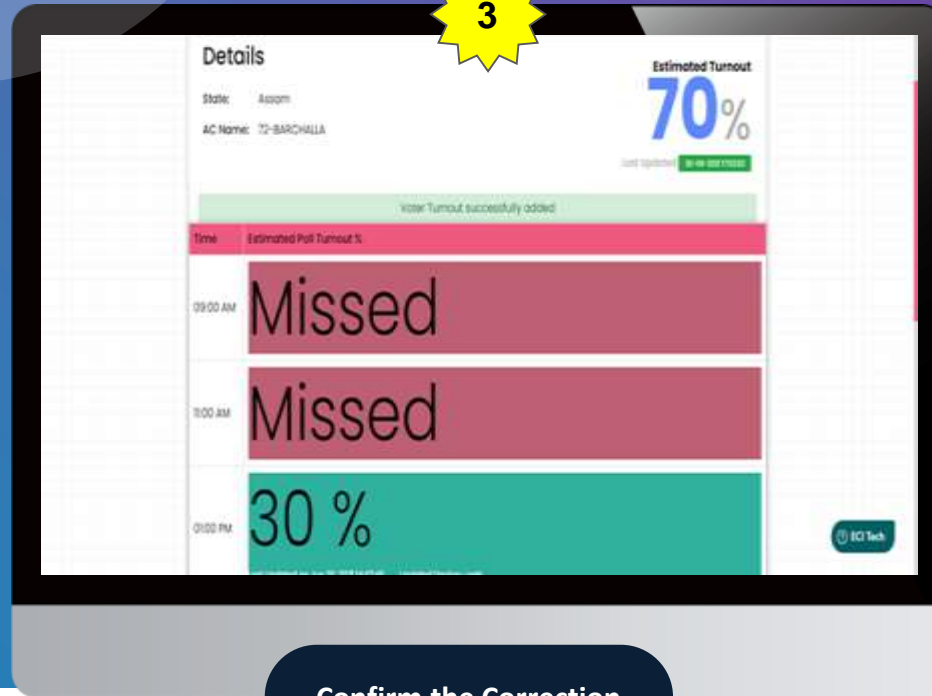 3
Details
Estimated Turnout
State: Assam
70%
AC Name: 72-BARCHALLA
Last Updated
Voter Turnout successfully added
Time Estimated Poll Turnout %
09:00 AM Missed
11:00 AM Missed
01:00 PM 30 %
ECI Tech
Confirm the Correction